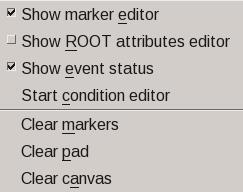 Show marker editor
Show ROOT attributes editor
Show event status
Start condition editor
Clear markers
Clear pad
Clear canvas